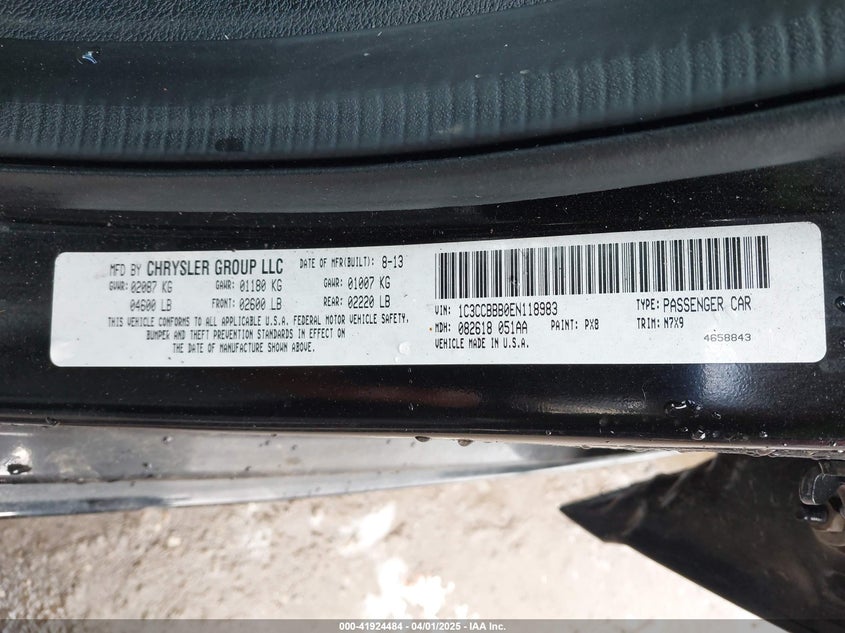 MFD BY CHRYSLER GROUP LLC DATE OF MFR(BUILT): 8-13
GVWR: 02087 KG GAWR: 01180 KG GAWR: 01007 KG
04600 LB FRONT: 02600 LB REAR: 02220 LB
THIS VEHICLE CONFORMS TO ALL APPLICABLE U.S.A. FEDERAL MOTOR VEHICLE SAFETY,
BUMPER AND THEFT PREVENTION STANDARDS IN EFFECT ON
THE DATE OF MANUFACTURE SHOWN ABOVE.
VIN: 1C3CCBBB0EN118983 TYPE: PASSENGER CAR
MDH: 082618 051AA PAINT: PX8 TRIM: N7X9
VEHICLE MADE IN U.S.A. 4658843
000-41924484 - 04/01/2025 - IAA Inc.